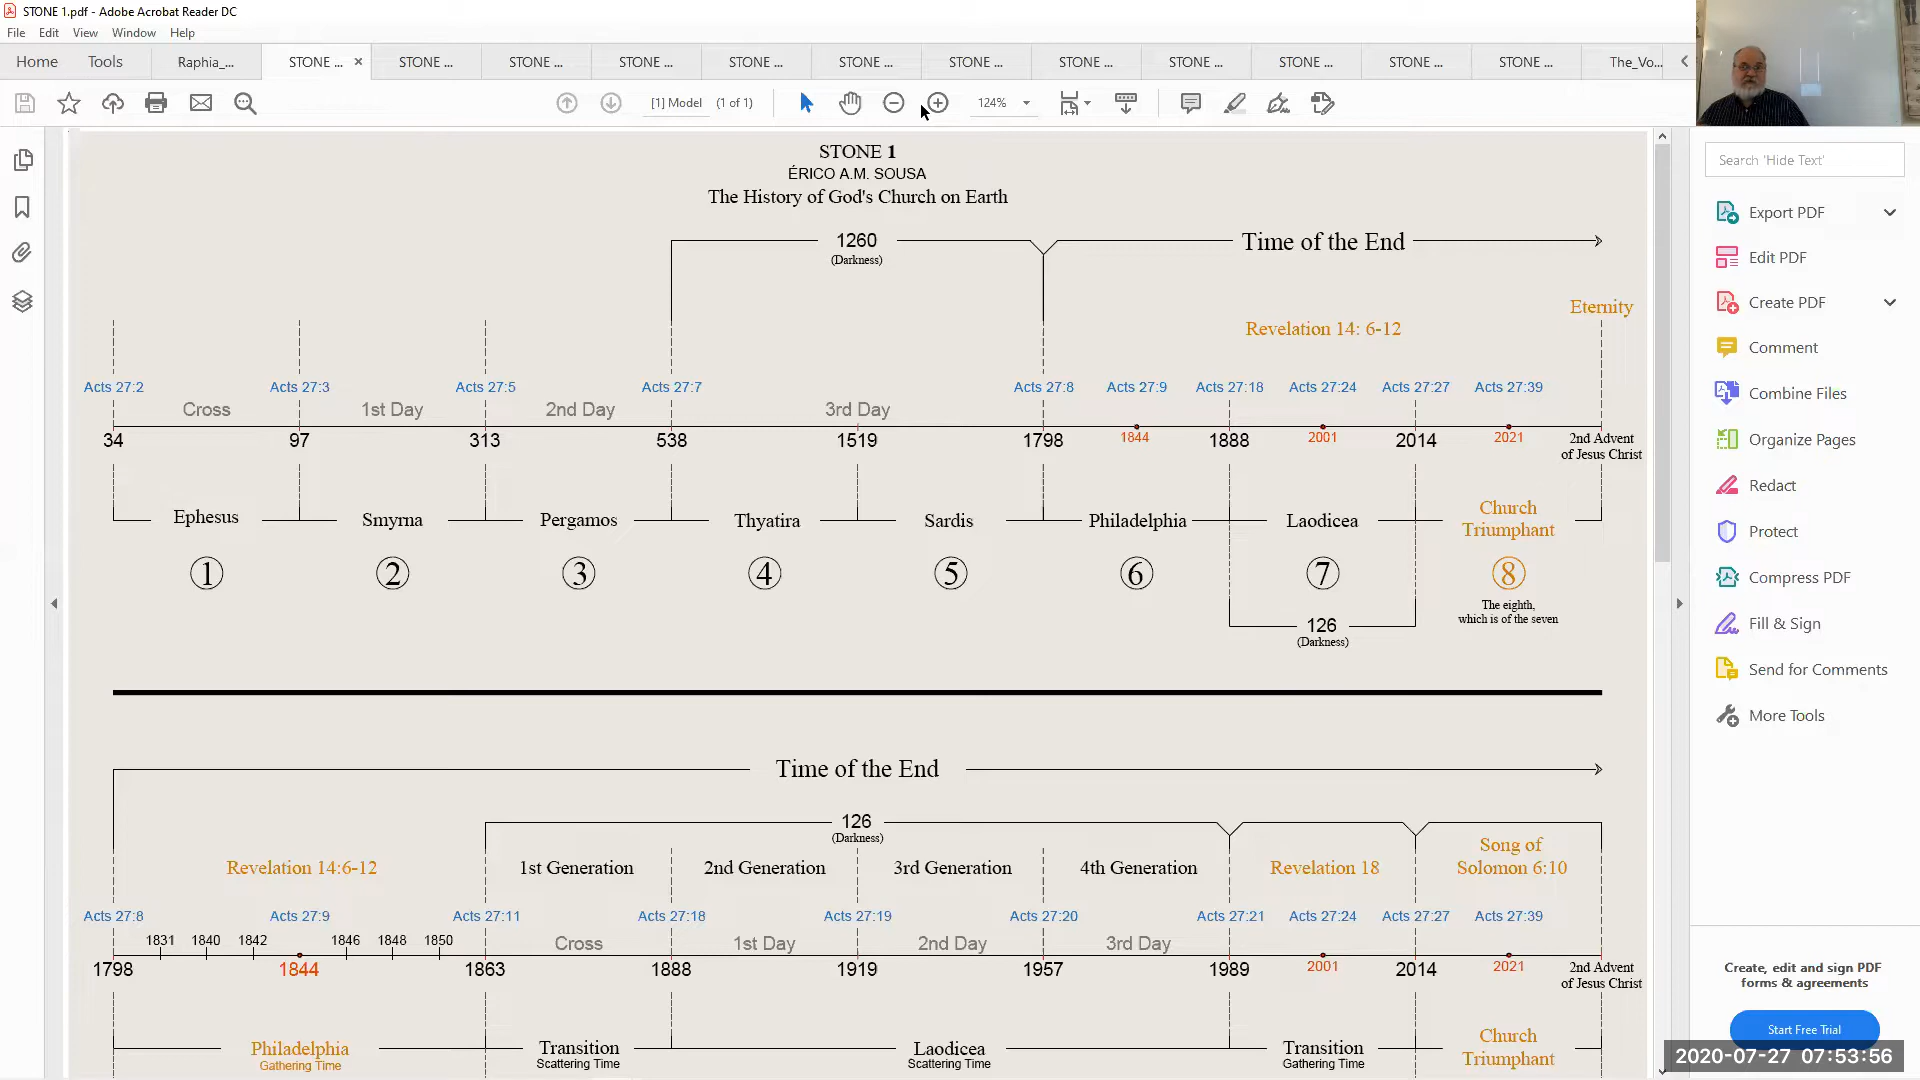 STONE 1.pdf - Adobe Acrobat Reader DC
File Edit View Window Help
Home Tools Raphia_... STONE ... × STONE ... STONE ... STONE ... STONE ... STONE ... STONE ... STONE ... STONE ... STONE ... STONE ... STONE ... The_Vo...
[1] Model (1 of 1) 124%
Search 'Hide Text'
Export PDF
Edit PDF
Create PDF
Comment
Combine Files
Organize Pages
Redact
Protect
Compress PDF
Fill & Sign
Send for Comments
More Tools
Create, edit and sign PDF
forms & agreements
Start Free Trial
2020-07-27 07:53:56
STONE 1
ÉRICO A.M. SOUSA
The History of God's Church on Earth
1260
(Darkness)
Time of the End
Eternity
Revelation 14: 6-12
Acts 27:2 Acts 27:3 Acts 27:5 Acts 27:7 Acts 27:8 Acts 27:9 Acts 27:18 Acts 27:24 Acts 27:27 Acts 27:39
Cross 1st Day 2nd Day 3rd Day
34 97 313 538 1519 1798 1844 1888 2001 2014 2021 2nd Advent
of Jesus Christ
Ephesus Smyrna Pergamos Thyatira Sardis Philadelphia Laodicea Church
Triumphant
1 2 3 4 5 6 7 8
The eighth,
which is of the seven
126
(Darkness)
Time of the End
126
(Darkness)
Revelation 14:6-12 1st Generation 2nd Generation 3rd Generation 4th Generation Revelation 18 Song of
Solomon 6:10
Acts 27:8 Acts 27:9 Acts 27:11 Acts 27:18 Acts 27:19 Acts 27:20 Acts 27:21 Acts 27:24 Acts 27:27 Acts 27:39
1831 1840 1842 1846 1848 1850 Cross 1st Day 2nd Day 3rd Day
1798 1844 1863 1888 1919 1957 1989 2001 2014 2021 2nd Advent
of Jesus Christ
Philadelphia
Gathering Time
Transition
Scattering Time
Laodicea
Scattering Time
Transition
Gathering Time
Church
Triumphant